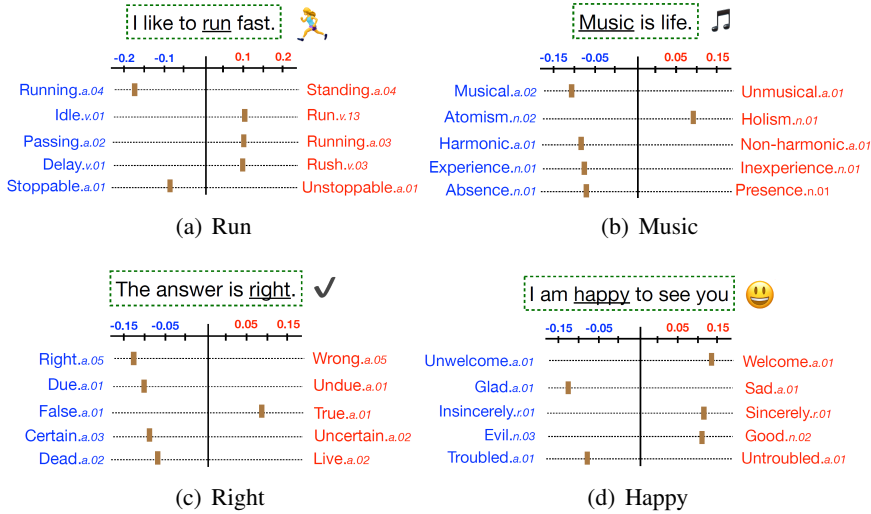 I like to run fast.
-0.2 -0.1 0.1 0.2
Running.a.04 Standing.a.04
Idle.v.01 Run.v.13
Passing.a.02 Running.a.03
Delay.v.01 Rush.v.03
Stoppable.a.01 Unstoppable.a.01
(a) Run
Music is life.
-0.15 -0.05 0.05 0.15
Musical.a.02 Unmusical.a.01
Atomism.n.02 Holism.n.01
Harmonic.a.01 Non-harmonic.a.01
Experience.n.01 Inexperience.n.01
Absence.n.01 Presence.n.01
(b) Music
The answer is right.
-0.15 -0.05 0.05 0.15
Right.a.05 Wrong.a.05
Due.a.01 Undue.a.01
False.a.01 True.a.01
Certain.a.03 Uncertain.a.02
Dead.a.02 Live.a.02
(c) Right
I am happy to see you
-0.15 -0.05 0.05 0.15
Unwelcome.a.01 Welcome.a.01
Glad.a.01 Sad.a.01
Insincerely.r.01 Sincerely.r.01
Evil.n.03 Good.n.02
Troubled.a.01 Untroubled.a.01
(d) Happy